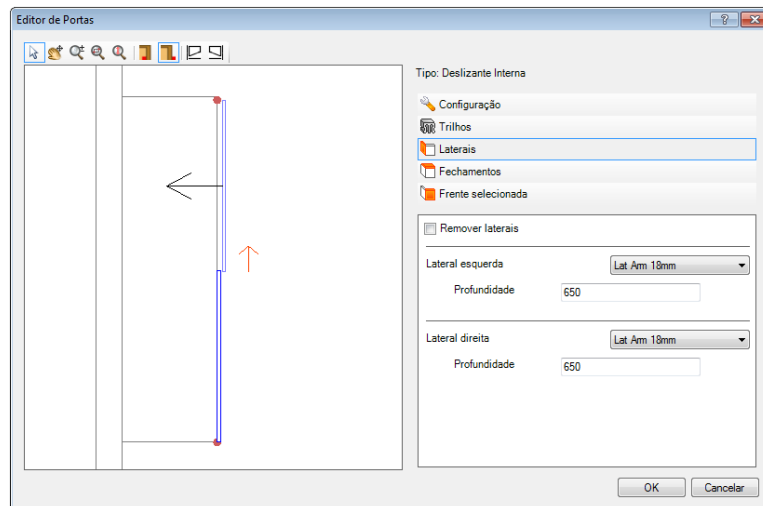 Editor de Portas
Tipo: Deslizante Interna
Configuração
Trilhos
Laterais
Fechamentos
Frente selecionada
Remover laterais
Lateral esquerda Lat Arm 18mm
Profundidade 650
Lateral direita Lat Arm 18mm
Profundidade 650
OK Cancelar